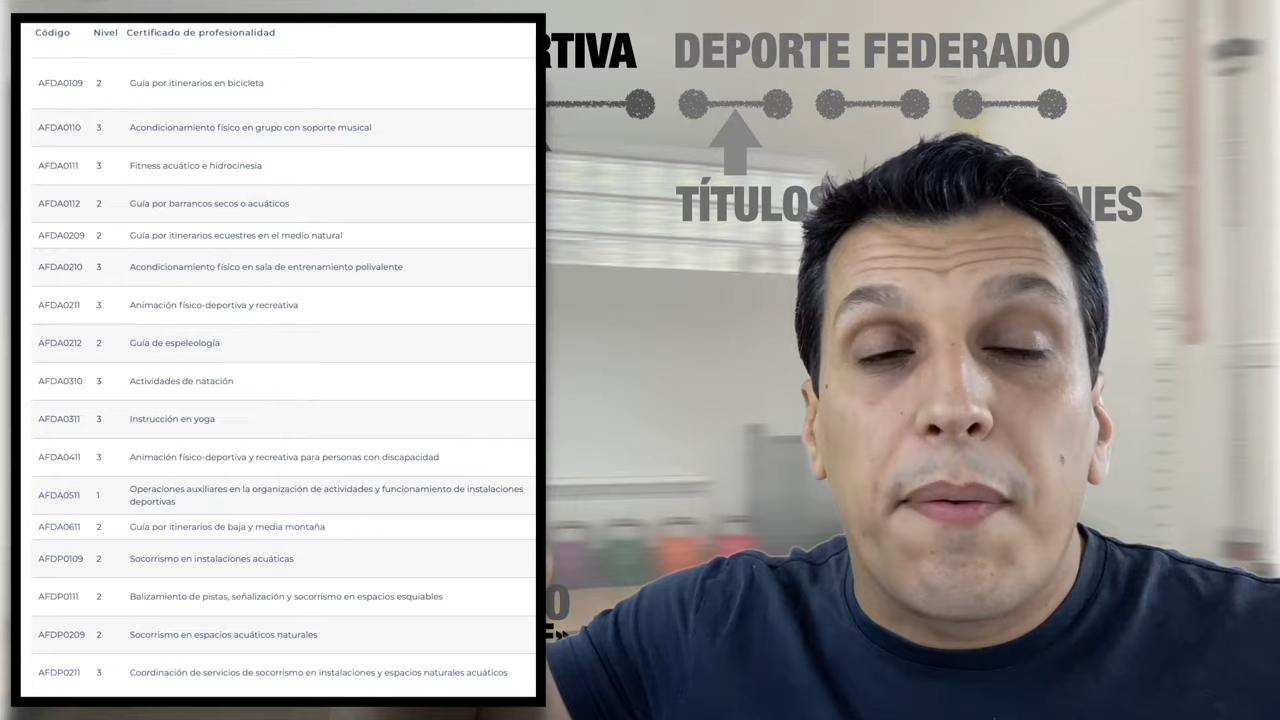 Código Nivel Certificado de profesionalidad
AFDA0109 2 Guía por itinerarios en bicicleta
AFDA0110 3 Acondicionamiento físico en grupo con soporte musical
AFDA0111 3 Fitness acuático e hidrocinesia
AFDA0112 2 Guía por barrancos secos o acuáticos
AFDA0209 2 Guía por itinerarios ecuestres en el medio natural
AFDA0210 3 Acondicionamiento físico en sala de entrenamiento polivalente
AFDA0211 3 Animación físico-deportiva y recreativa
AFDA0212 2 Guía de espeleología
AFDA0310 3 Actividades de natación
AFDA0311 3 Instrucción en yoga
AFDA0411 3 Animación físico-deportiva y recreativa para personas con discapacidad
AFDA0511 1 Operaciones auxiliares en la organización de actividades y funcionamiento de instalaciones
deportivas
AFDA0611 2 Guía por itinerarios de baja y media montaña
AFDP0109 2 Socorrismo en instalaciones acuáticas
AFDP0111 2 Balizamiento de pistas, señalización y socorrismo en espacios esquiables
AFDP0209 2 Socorrismo en espacios acuáticos naturales
AFDP0211 3 Coordinación de servicios de socorrismo en instalaciones y espacios naturales acuáticos
RTIVA DEPORTE FEDERADO
TÍTULOS NES